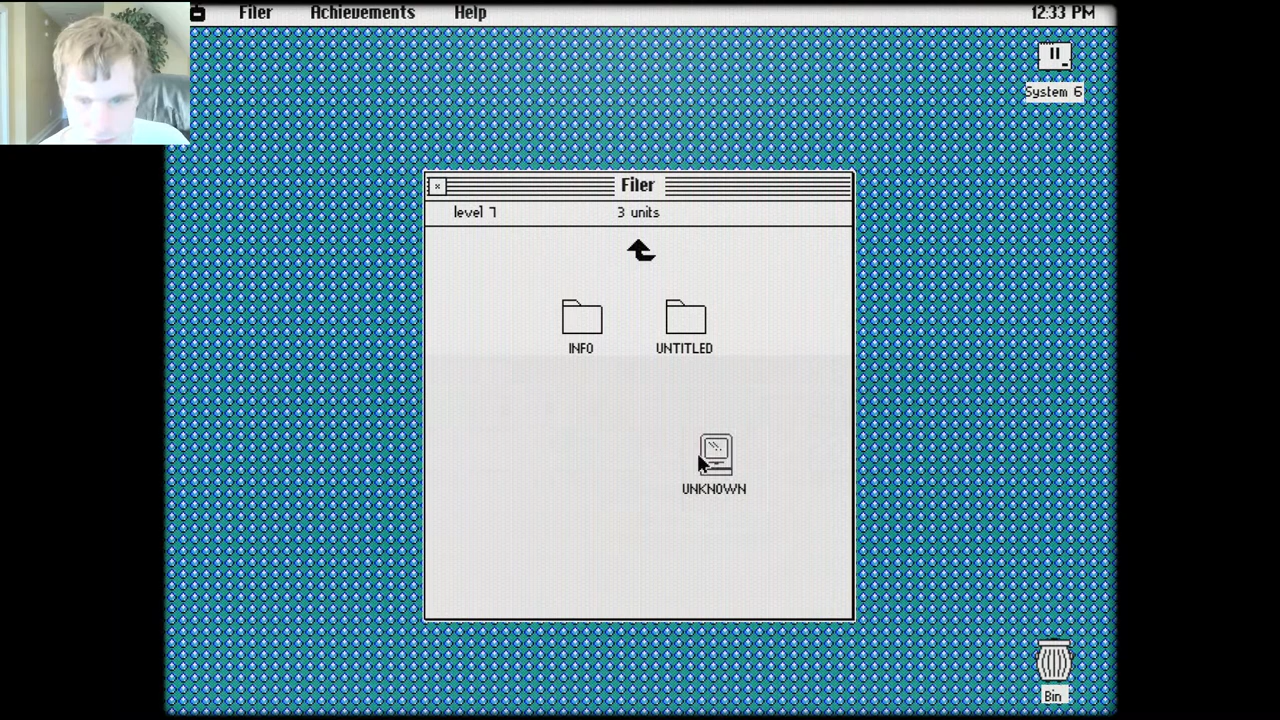 Filer Achievements Help 12:33 PM
System 6
Filer
level 7 3 units
INFO UNTITLED
UNKNOWN
Bin